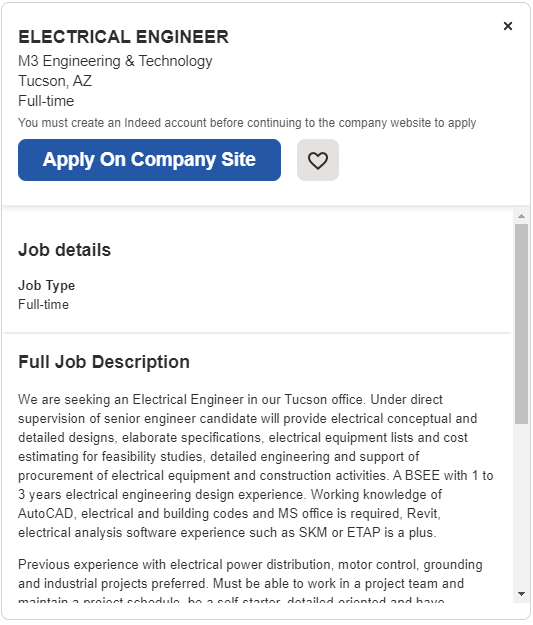 ELECTRICAL ENGINEER
M3 Engineering & Technology
Tucson, AZ
Full-time
You must create an Indeed account before continuing to the company website to apply
Apply On Company Site
Job details
Job Type
Full-time
Full Job Description
We are seeking an Electrical Engineer in our Tucson office. Under direct
supervision of senior engineer candidate will provide electrical conceptual and
detailed designs, elaborate specifications, electrical equipment lists and cost
estimating for feasibility studies, detailed engineering and support of
procurement of electrical equipment and construction activities. A BSEE with 1 to
3 years electrical engineering design experience. Working knowledge of
AutoCAD, electrical and building codes and MS office is required, Revit,
electrical analysis software experience such as SKM or ETAP is a plus.
Previous experience with electrical power distribution, motor control, grounding
and industrial projects preferred. Must be able to work in a project team and
maintain a project schedule, be a self starter, detailed oriented and have